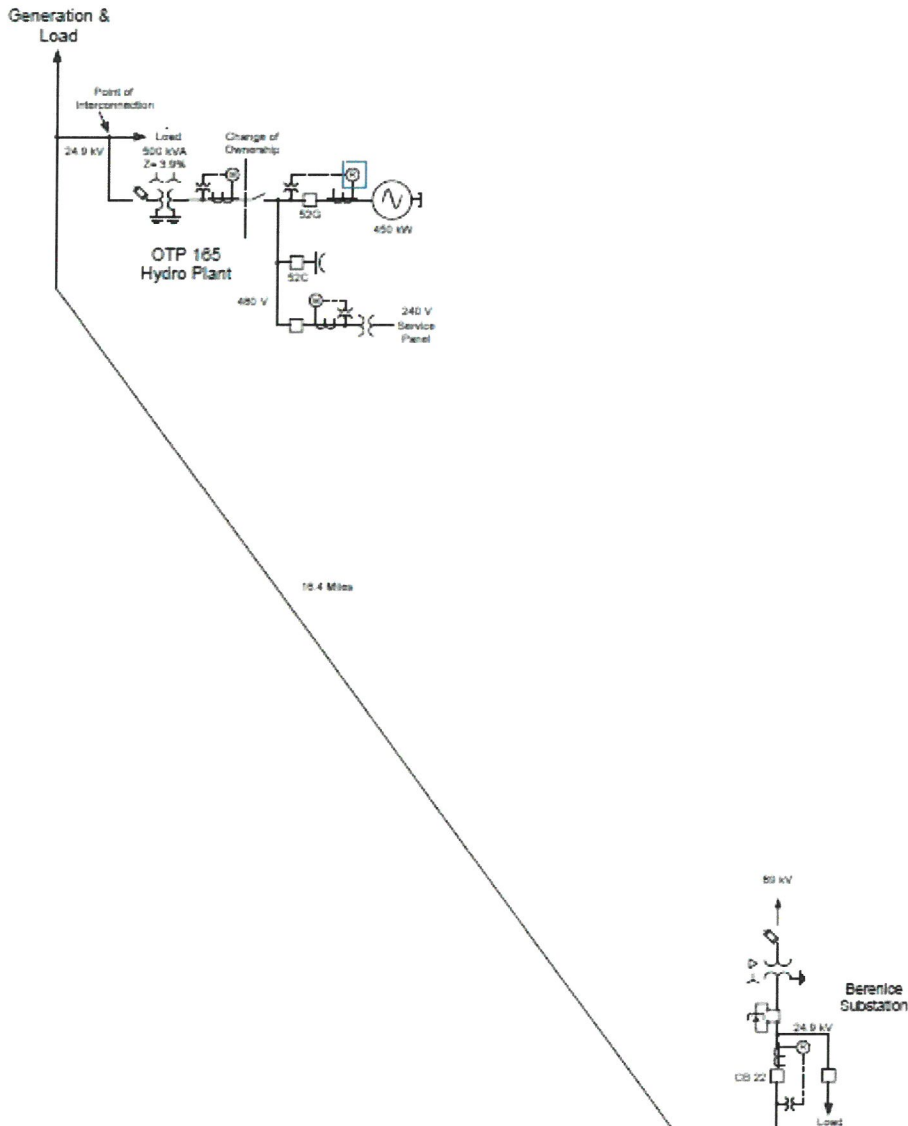 Generation &
Load
Point of
Interconnection
24.9 kV
Load
500 kVA
Z= 3.9%
Change of
Ownership
M
R
52G
450 kW
OTP 165
Hydro Plant
52C
480 V
M
240 V
Service
Panel
16.4 Miles
69 kV
Berenice
Substation
24.9 kV
R
CB 22
Load